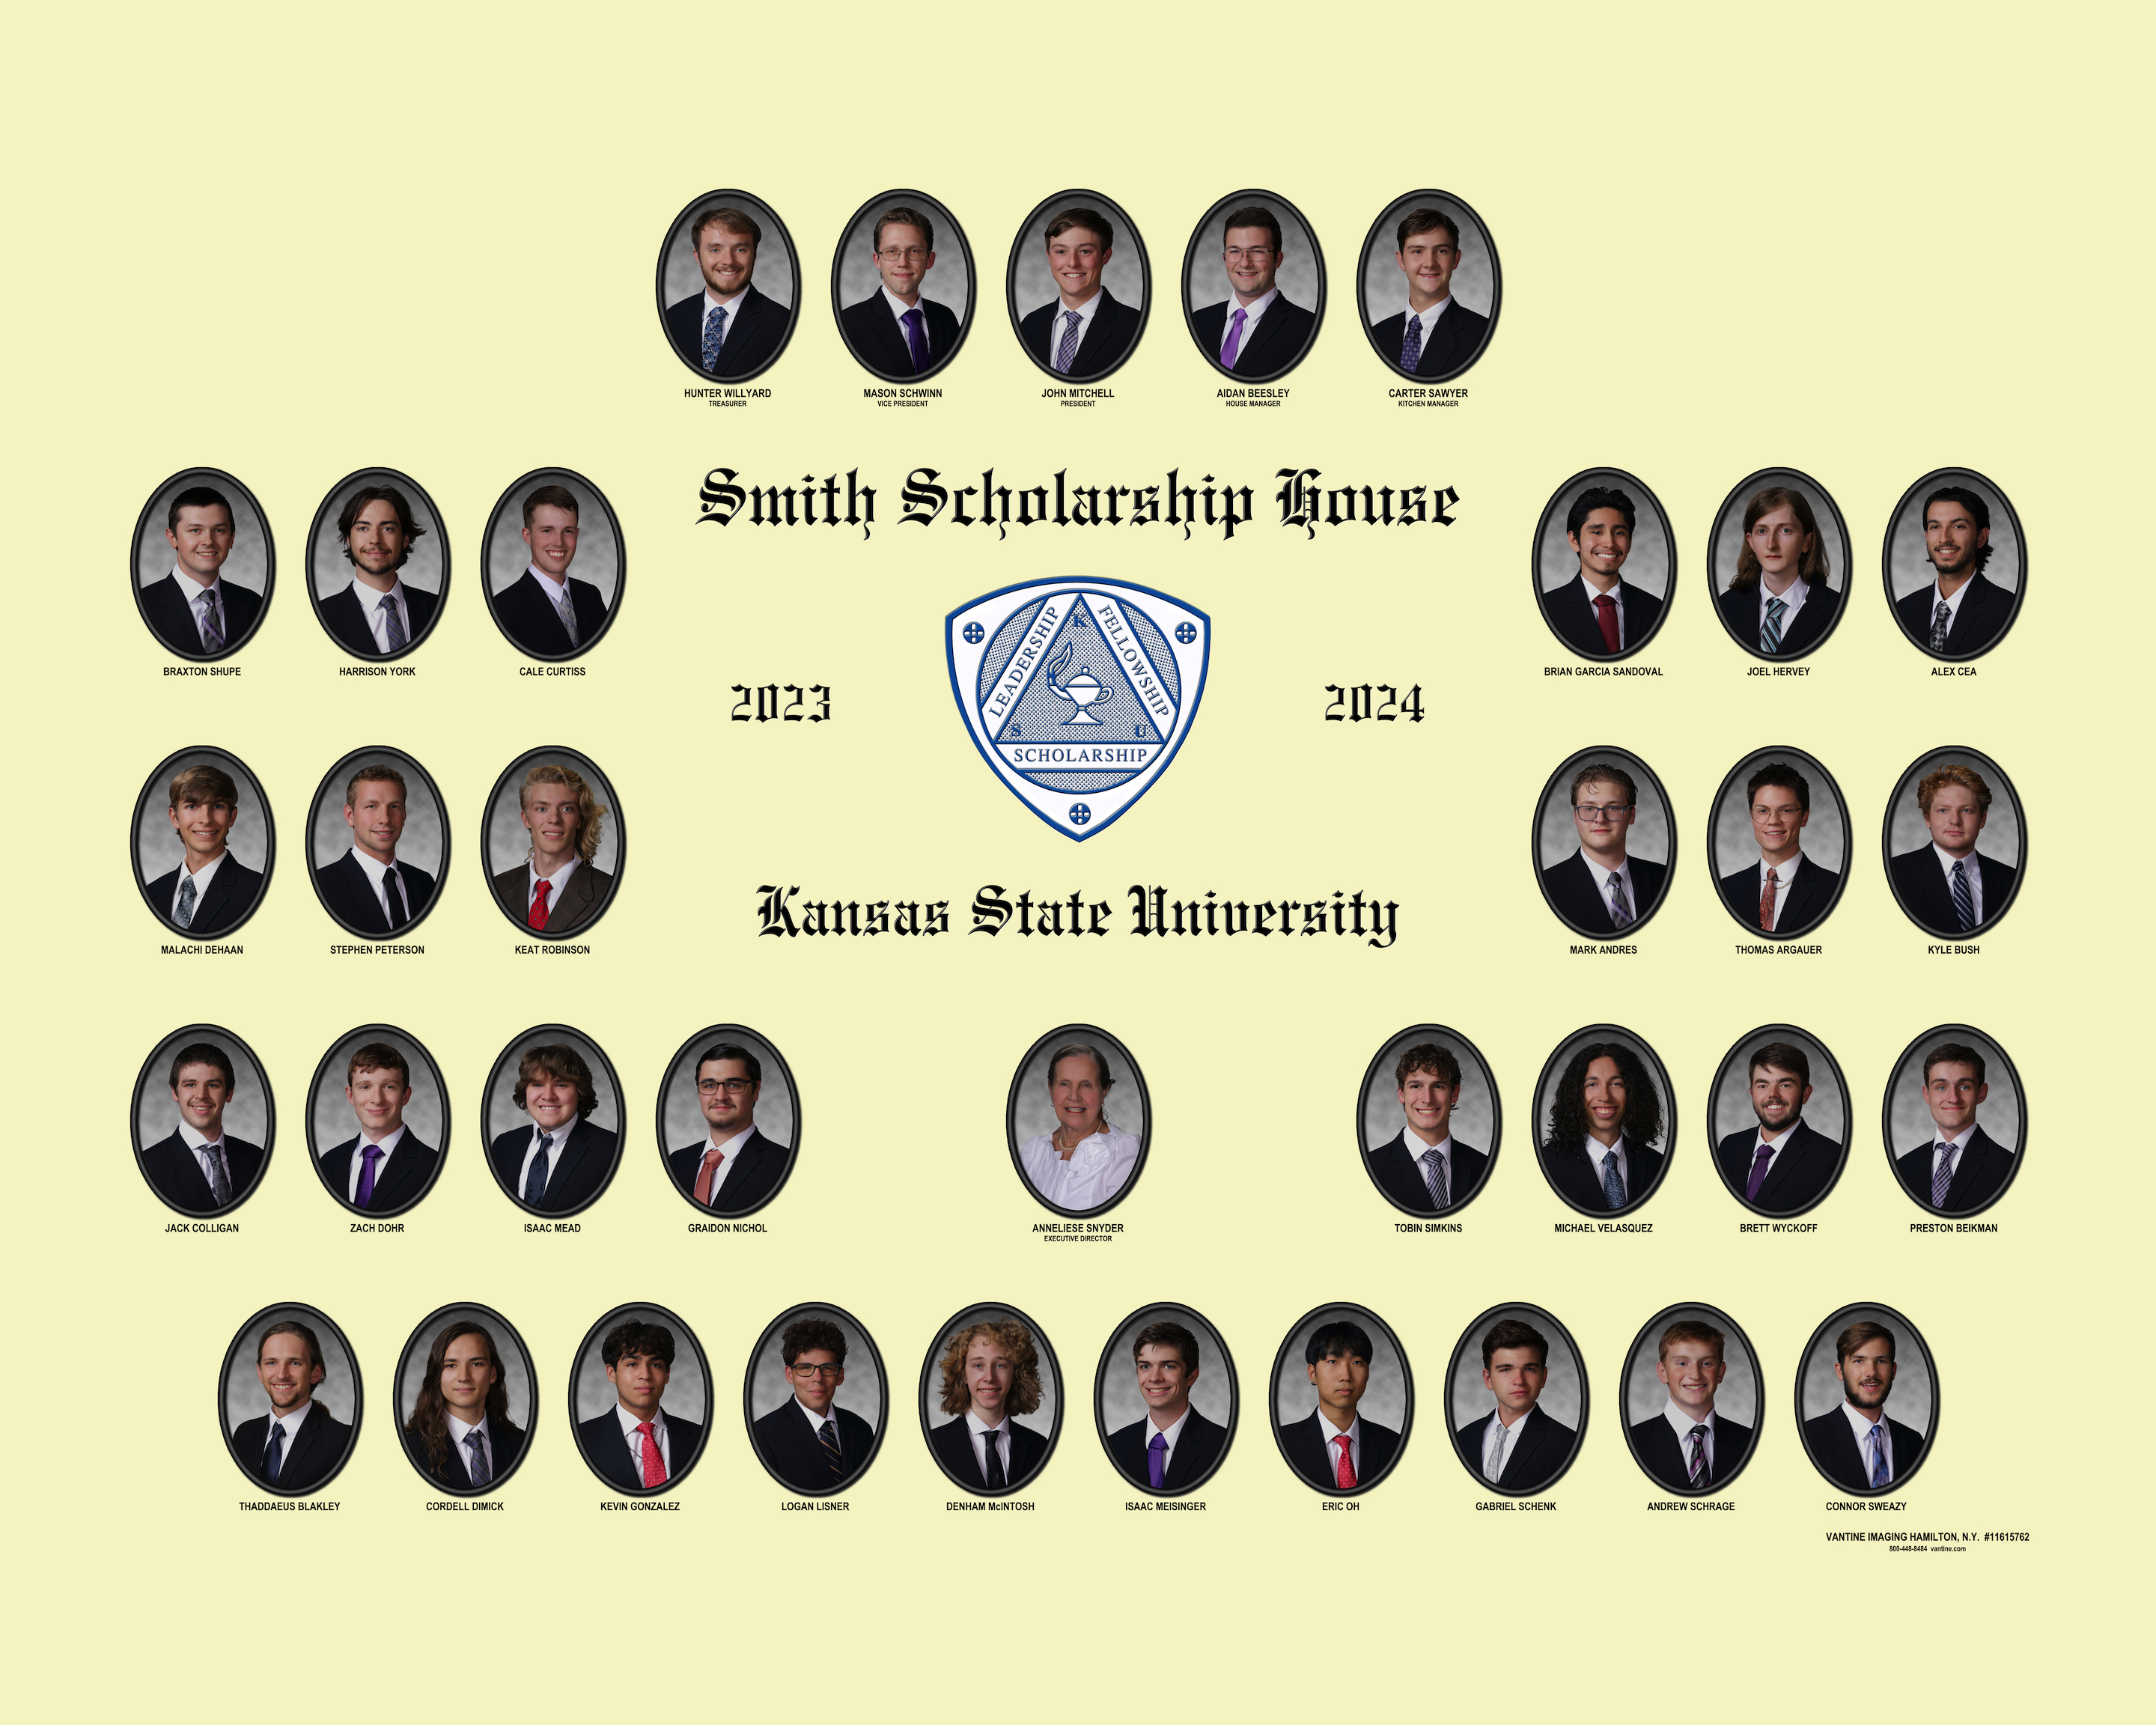 HUNTER WILLYARD
TREASURER
MASON SCHWINN
VICE PRESIDENT
JOHN MITCHELL
PRESIDENT
AIDAN BEESLEY
HOUSE MANAGER
CARTER SAWYER
KITCHEN MANAGER
Smith Scholarship House
BRAXTON SHUPE
HARRISON YORK
CALE CURTISS
BRIAN GARCIA SANDOVAL
JOEL HERVEY
ALEX CEA
2023
LEADERSHIP
FELLOWSHIP
K
S
U
SCHOLARSHIP
2024
Kansas State University
MALACHI DEHAAN
STEPHEN PETERSON
KEAT ROBINSON
MARK ANDRES
THOMAS ARGAUER
KYLE BUSH
JACK COLLIGAN
ZACH DOHR
ISAAC MEAD
GRAIDON NICHOL
ANNELIESE SNYDER
EXECUTIVE DIRECTOR
TOBIN SIMKINS
MICHAEL VELASQUEZ
BRETT WYCKOFF
PRESTON BEIKMAN
THADDAEUS BLAKLEY
CORDELL DIMICK
KEVIN GONZALEZ
LOGAN LISNER
DENHAM McINTOSH
ISAAC MEISINGER
ERIC OH
GABRIEL SCHENK
ANDREW SCHRAGE
CONNOR SWEAZY
VANTINE IMAGING HAMILTON, N.Y. #11615762
800-448-8484 vantine.com